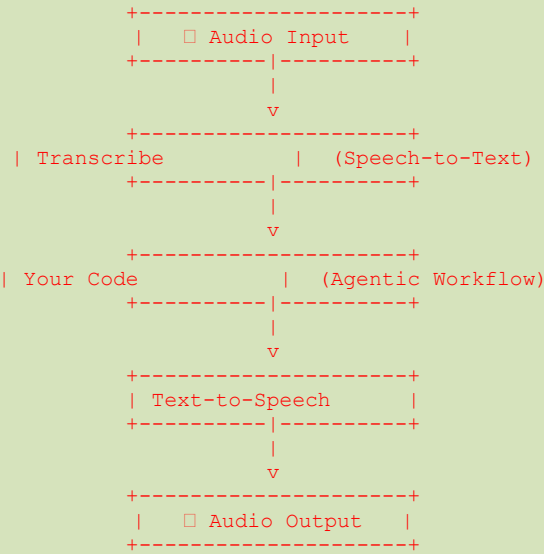 +---------------------+
|   □ Audio Input      |
+----------|----------+
|
v
+---------------------+
| Transcribe              |  (Speech-to-Text)
+----------|----------+
|
v
+---------------------+
| Your Code                |  (Agentic Workflow)
+----------|----------+
|
v
+---------------------+
| Text-to-Speech         |
+----------|----------+
|
v
+---------------------+
|   □ Audio Output    |
+---------------------+